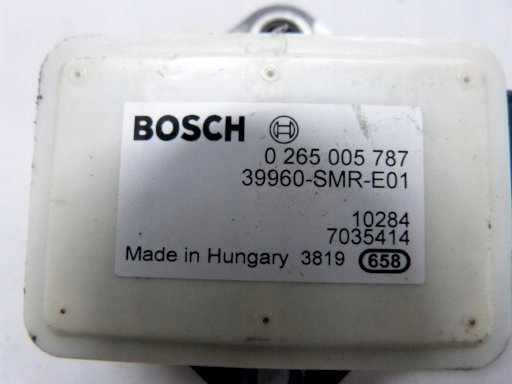 BOSCH
0 265 005 787
39960-SMR-E01
10284
7035414
Made in Hungary 3819 658